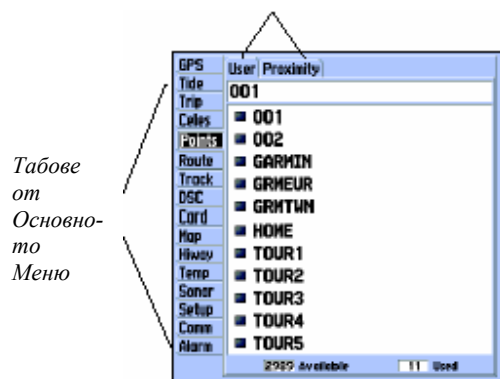 GPS
Tide
Trip
Celes
Points
Route
Track
DSC
Card
Map
Hiway
Temp
Sonar
Setup
Comm
Alarm
User Proximity
001
001
002
GARMIN
GRMEUR
GRMTWN
HOME
TOUR1
TOUR2
TOUR3
TOUR4
TOUR5
2989 Available 11 Used
Табове
от
Основно-
то
Меню